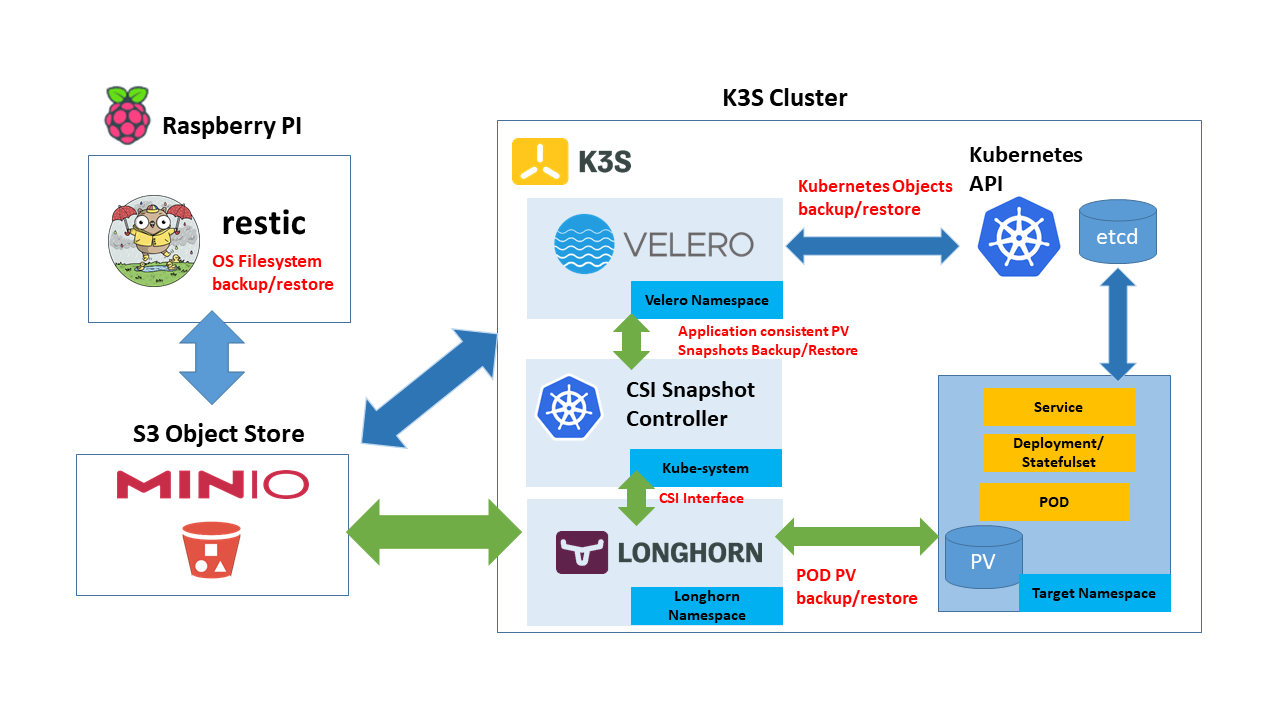 Raspberry PI
restic
OS Filesystem
backup/restore
S3 Object Store
MINIO
K3S Cluster
K3S
VELERO
Velero Namespace
Kubernetes Objects
backup/restore
Kubernetes
API
etcd
Application consistent PV
Snapshots Backup/Restore
CSI Snapshot
Controller
Kube-system
CSI Interface
LONGHORN
Longhorn
Namespace
POD PV
backup/restore
Service
Deployment/
Statefulset
POD
PV
Target Namespace